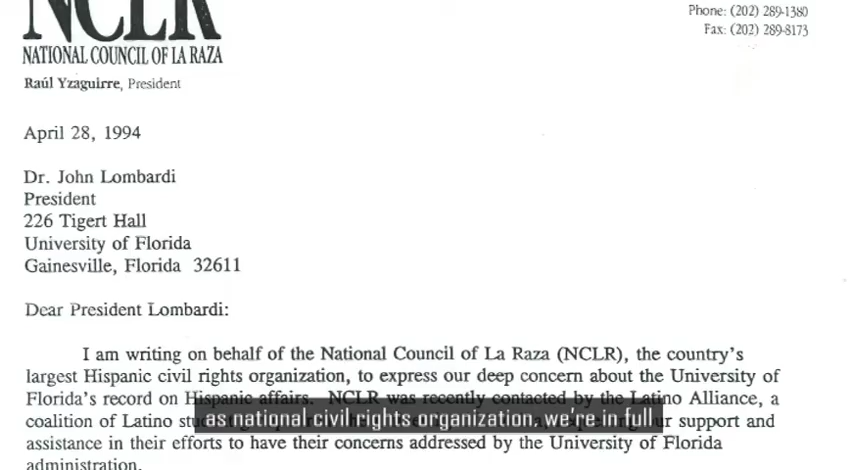 NCLR
NATIONAL COUNCIL OF LA RAZA
Raúl Yzaguirre, President
Phone: (202) 289-1380
Fax: (202) 289-8173
April 28, 1994
Dr. John Lombardi
President
226 Tigert Hall
University of Florida
Gainesville, Florida 32611
Dear President Lombardi:
I am writing on behalf of the National Council of La Raza (NCLR), the country's
largest Hispanic civil rights organization, to express our deep concern about the University of
Florida's record on Hispanic affairs. NCLR was recently contacted by the Latino Alliance, a
coalition of Latino support and
as national civil rights organization, we're in full
assistance in their efforts to have their concerns addressed by the University of Florida
administration.